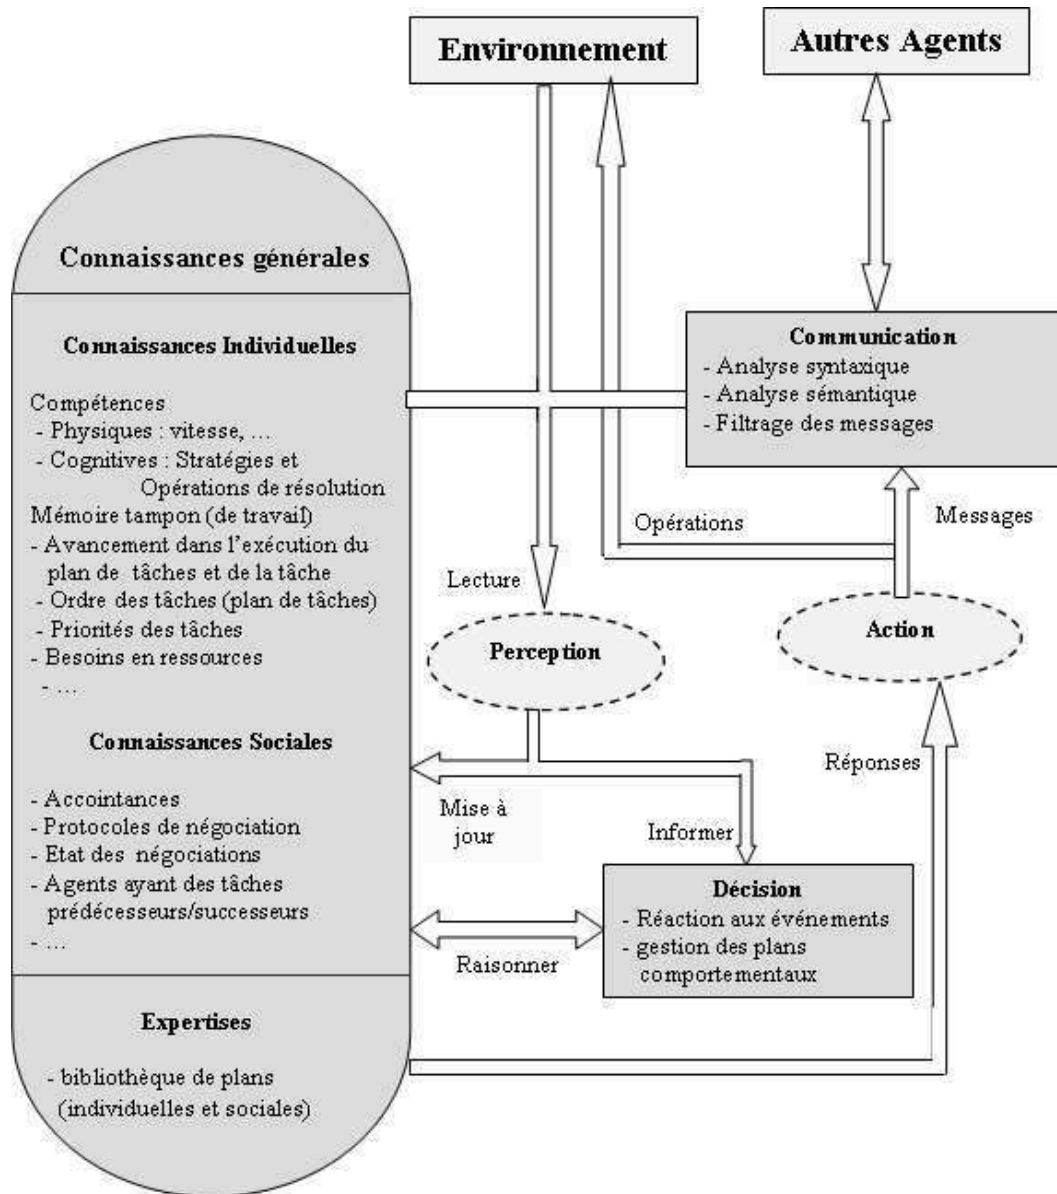 Environnement
Autres Agents
Connaissances générales
Connaissances Individuelles
Compétences
- Physiques : vitesse, ...
- Cognitives : Stratégies et
Opérations de résolution
Mémoire tampon (de travail)
- Avancement dans l'exécution du
plan de tâches et de la tâche
- Ordre des tâches (plan de tâches)
- Priorités des tâches
- Besoins en ressources
- ...
Connaissances Sociales
- Accointances
- Protocoles de négociation
- Etat des négociations
- Agents ayant des tâches
prédécesseurs/successeurs
- ...
Expertises
- bibliothèque de plans
(individuelles et sociales)
Communication
- Analyse syntaxique
- Analyse sémantique
- Filtrage des messages
Opérations
Messages
Lecture
Perception
Action
Réponses
Mise à
jour
Informer
Décision
- Réaction aux événements
- gestion des plans
comportementaux
Raisonner